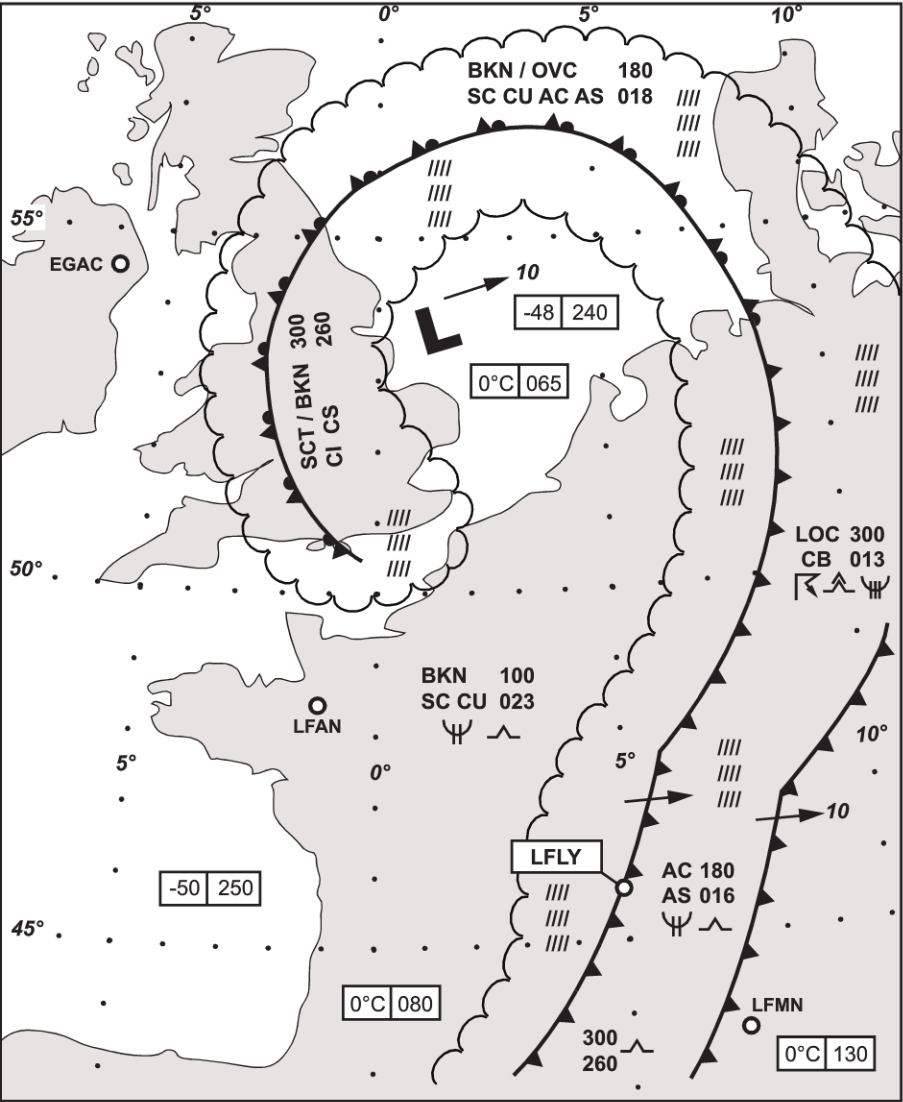 5° 0° 5° 10°
BKN / OVC 180
SC CU AC AS 018
55°
EGAC
10
-48 240
SCT / BKN 300
CI CS 260
0°C 065
LOC 300
CB 013
50°
BKN 100
SC CU 023
LFAN
5° 0° 5° 10°
10
LFLY
AC 180
AS 016
-50 250
45°
0°C 080
LFMN
300
260
0°C 130